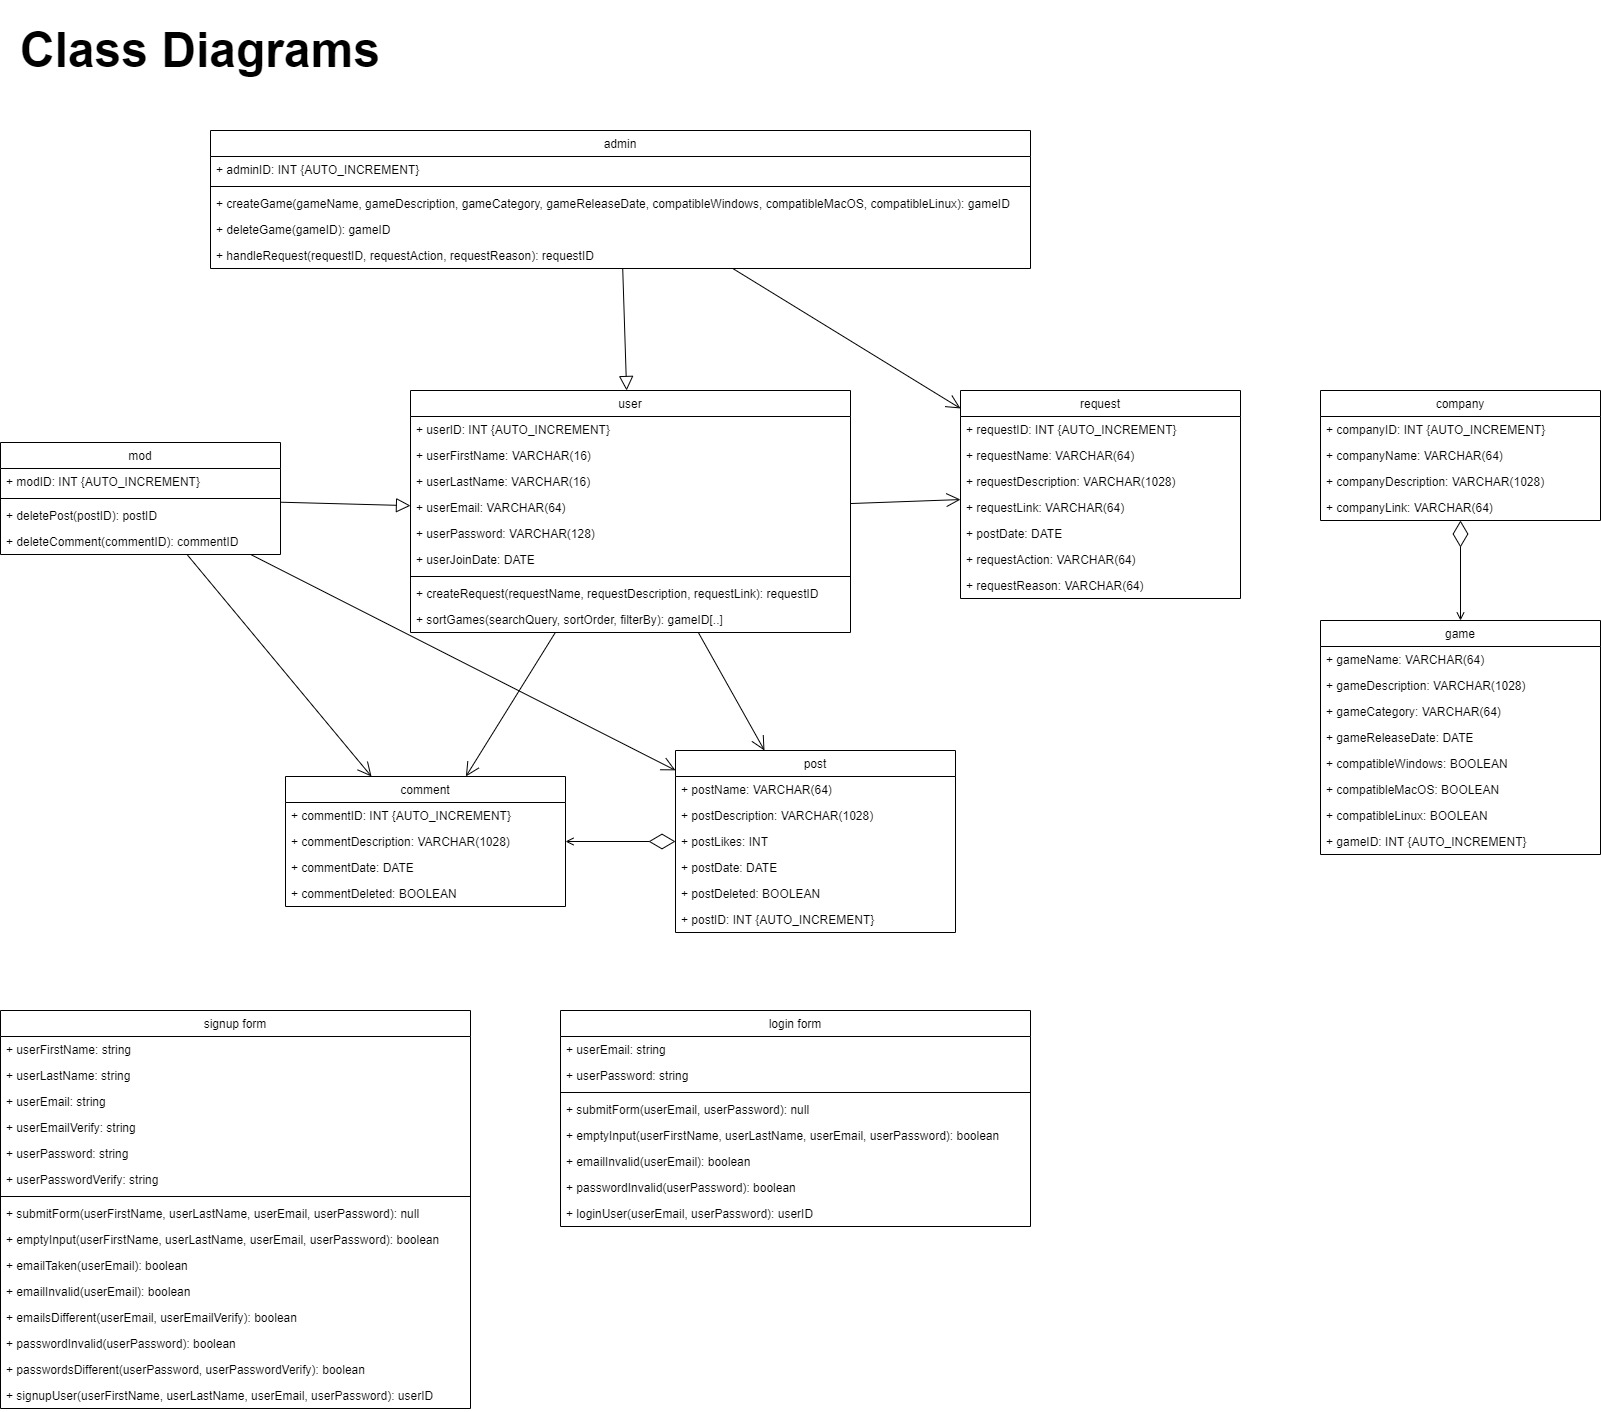 Class Diagrams
admin
+ adminID: INT {AUTO_INCREMENT}
+ createGame(gameName, gameDescription, gameCategory, gameReleaseDate, compatibleWindows, compatibleMacOS, compatibleLinux): gameID
+ deleteGame(gameID): gameID
+ handleRequest(requestID, requestAction, requestReason): requestID
mod
+ modID: INT {AUTO_INCREMENT}
+ deletePost(postID): postID
+ deleteComment(commentID): commentID
user
+ userID: INT {AUTO_INCREMENT}
+ userFirstName: VARCHAR(16)
+ userLastName: VARCHAR(16)
+ userEmail: VARCHAR(64)
+ userPassword: VARCHAR(128)
+ userJoinDate: DATE
+ createRequest(requestName, requestDescription, requestLink): requestID
+ sortGames(searchQuery, sortOrder, filterBy): gameID[..]
request
+ requestID: INT {AUTO_INCREMENT}
+ requestName: VARCHAR(64)
+ requestDescription: VARCHAR(1028)
+ requestLink: VARCHAR(64)
+ postDate: DATE
+ requestAction: VARCHAR(64)
+ requestReason: VARCHAR(64)
company
+ companyID: INT {AUTO_INCREMENT}
+ companyName: VARCHAR(64)
+ companyDescription: VARCHAR(1028)
+ companyLink: VARCHAR(64)
game
+ gameName: VARCHAR(64)
+ gameDescription: VARCHAR(1028)
+ gameCategory: VARCHAR(64)
+ gameReleaseDate: DATE
+ compatibleWindows: BOOLEAN
+ compatibleMacOS: BOOLEAN
+ compatibleLinux: BOOLEAN
+ gameID: INT {AUTO_INCREMENT}
comment
+ commentID: INT {AUTO_INCREMENT}
+ commentDescription: VARCHAR(1028)
+ commentDate: DATE
+ commentDeleted: BOOLEAN
post
+ postName: VARCHAR(64)
+ postDescription: VARCHAR(1028)
+ postLikes: INT
+ postDate: DATE
+ postDeleted: BOOLEAN
+ postID: INT {AUTO_INCREMENT}
signup form
+ userFirstName: string
+ userLastName: string
+ userEmail: string
+ userEmailVerify: string
+ userPassword: string
+ userPasswordVerify: string
+ submitForm(userFirstName, userLastName, userEmail, userPassword): null
+ emptyInput(userFirstName, userLastName, userEmail, userPassword): boolean
+ emailTaken(userEmail): boolean
+ emailInvalid(userEmail): boolean
+ emailsDifferent(userEmail, userEmailVerify): boolean
+ passwordInvalid(userPassword): boolean
+ passwordsDifferent(userPassword, userPasswordVerify): boolean
+ signupUser(userFirstName, userLastName, userEmail, userPassword): userID
login form
+ userEmail: string
+ userPassword: string
+ submitForm(userEmail, userPassword): null
+ emptyInput(userFirstName, userLastName, userEmail, userPassword): boolean
+ emailInvalid(userEmail): boolean
+ passwordInvalid(userPassword): boolean
+ loginUser(userEmail, userPassword): userID